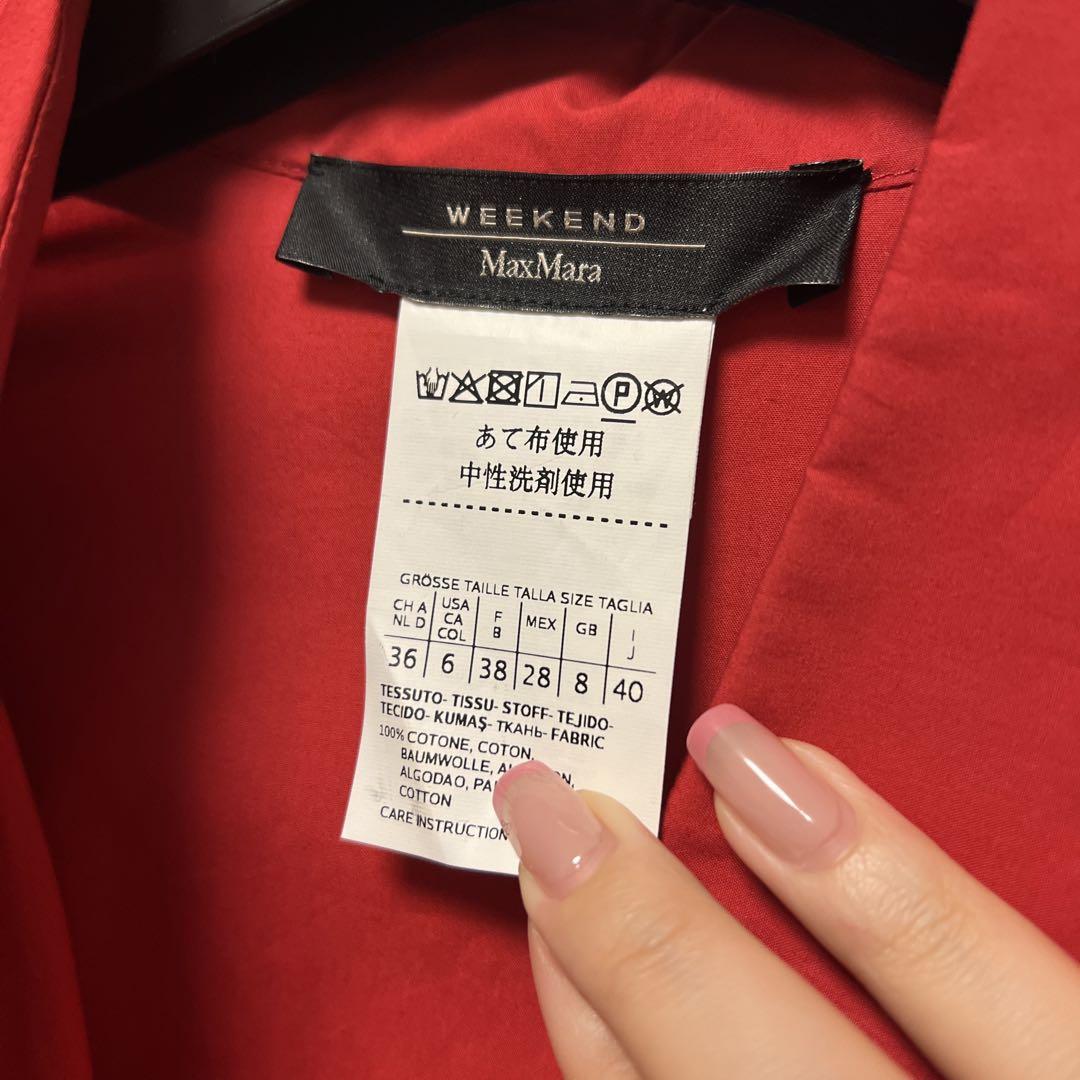 WEEKEND
MaxMara
P W
あて布使用
中性洗剤使用
GRÖSSE TAILLE TALLA SIZE TAGLIA
CH A NL D USA CA COL F B MEX GB I J
36 6 38 28 8 40
TESSUTO- TISSU- STOFF- TEJIDO-
TECIDO- KUMAŞ- ТКАНЬ- FABRIC
100% COTONE, COTON,
BAUMWOLLE,
ALGODAO,
COTTON
CARE INSTRUCTION